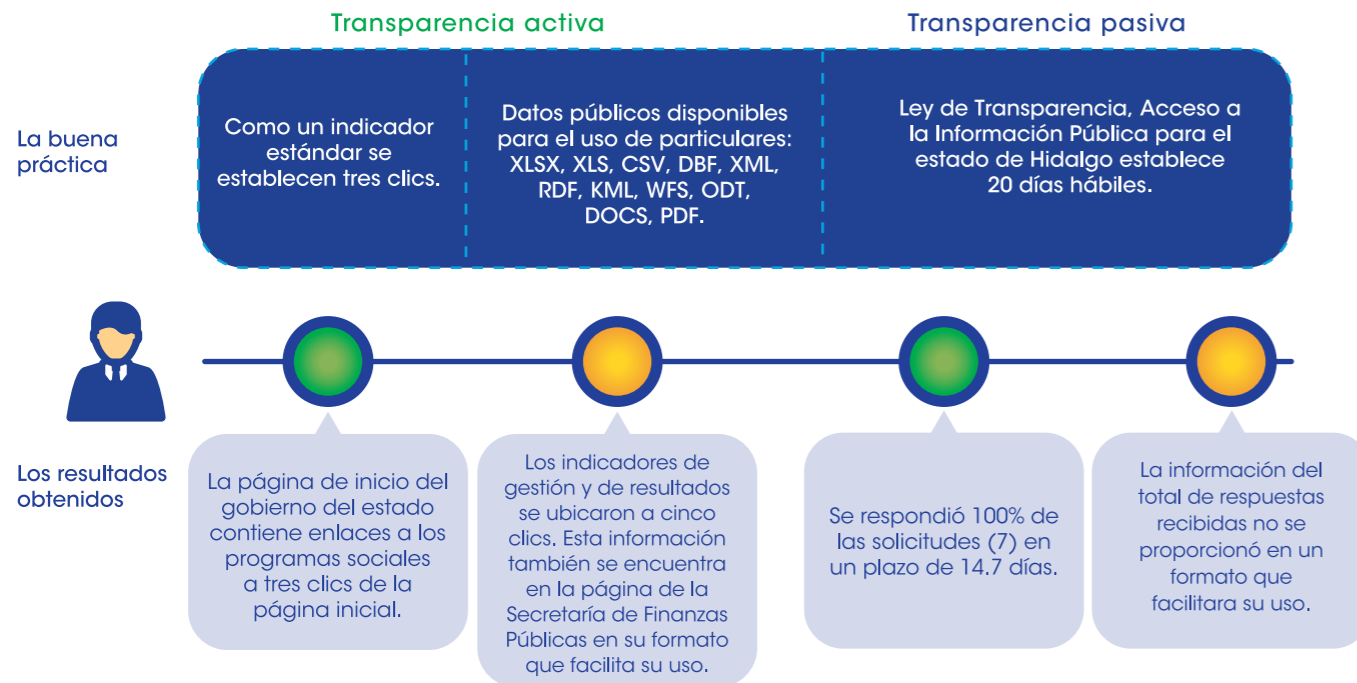 Transparencia activa
Transparencia pasiva
La buena
práctica
Como un indicador
estándar se
establecen tres clics.
Datos públicos disponibles
para el uso de particulares:
XLSX, XLS, CSV, DBF, XML,
RDF, KML, WFS, ODT,
DOCS, PDF.
Ley de Transparencia, Acceso a
la Información Pública para el
estado de Hidalgo establece
20 días hábiles.
Los resultados
obtenidos
La página de inicio del
gobierno del estado
contiene enlaces a los
programas sociales
a tres clics de la
página inicial.
Los indicadores de
gestión y de resultados
se ubicaron a cinco
clics. Esta información
también se encuentra
en la página de la
Secretaría de Finanzas
Públicas en su formato
que facilita su uso.
Se respondió 100% de
las solicitudes (7) en
un plazo de 14.7 días.
La información del
total de respuestas
recibidas no se
proporcionó en un
formato que
facilitara su uso.